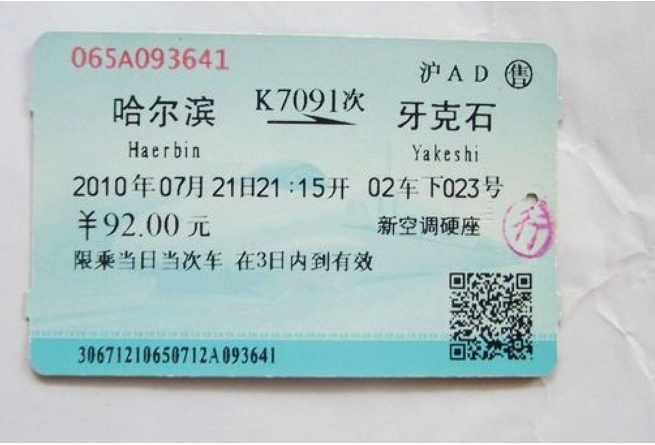 065A093641
沪AD 售
哈尔滨 K7091次 牙克石
Haerbin Yakeshi
2010年07月21日21:15开 02车下023号
￥92.00元 新空调硬座
限乘当日当次车 在3日内到有效
30671210650712A093641